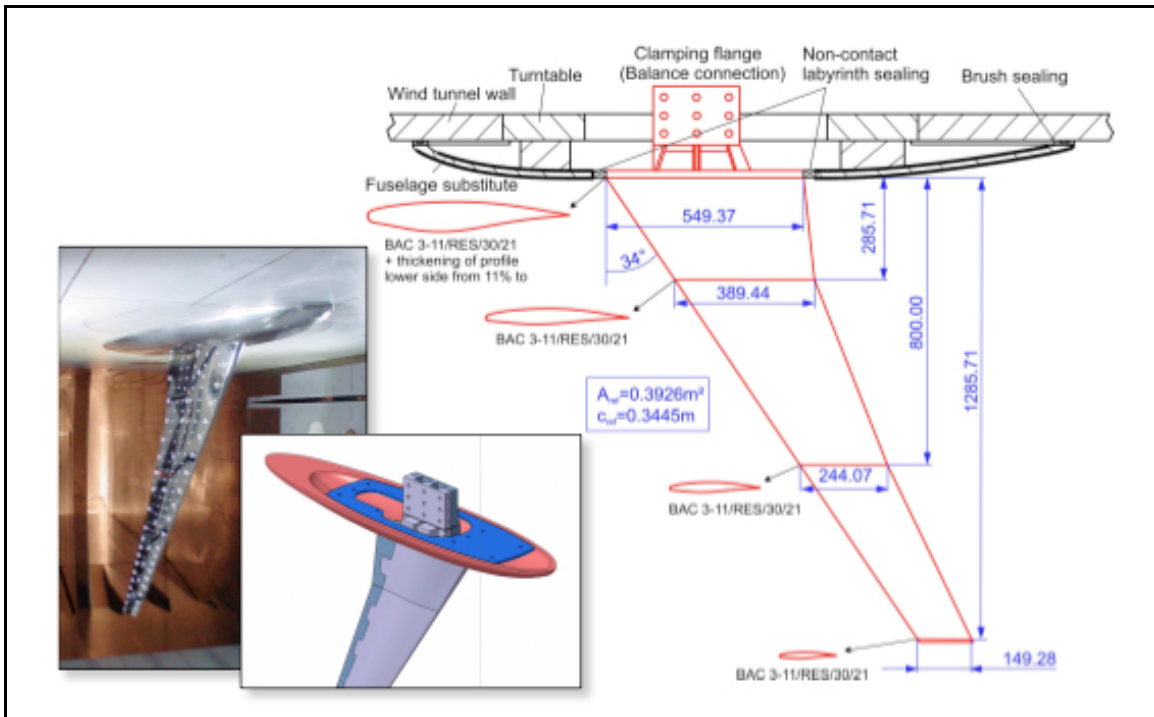 Clamping flange
(Balance connection)
Non-contact
labyrinth sealing
Brush sealing
Turntable
Wind tunnel wall
Fuselage substitute
BAC 3-11/RES/30/21
+ thickening of profile
lower side from 11% to
549.37
285.71
34°
389.44
BAC 3-11/RES/30/21
800.00
1285.71
Aref=0.3926m²
cref=0.3445m
244.07
BAC 3-11/RES/30/21
BAC 3-11/RES/30/21
149.28